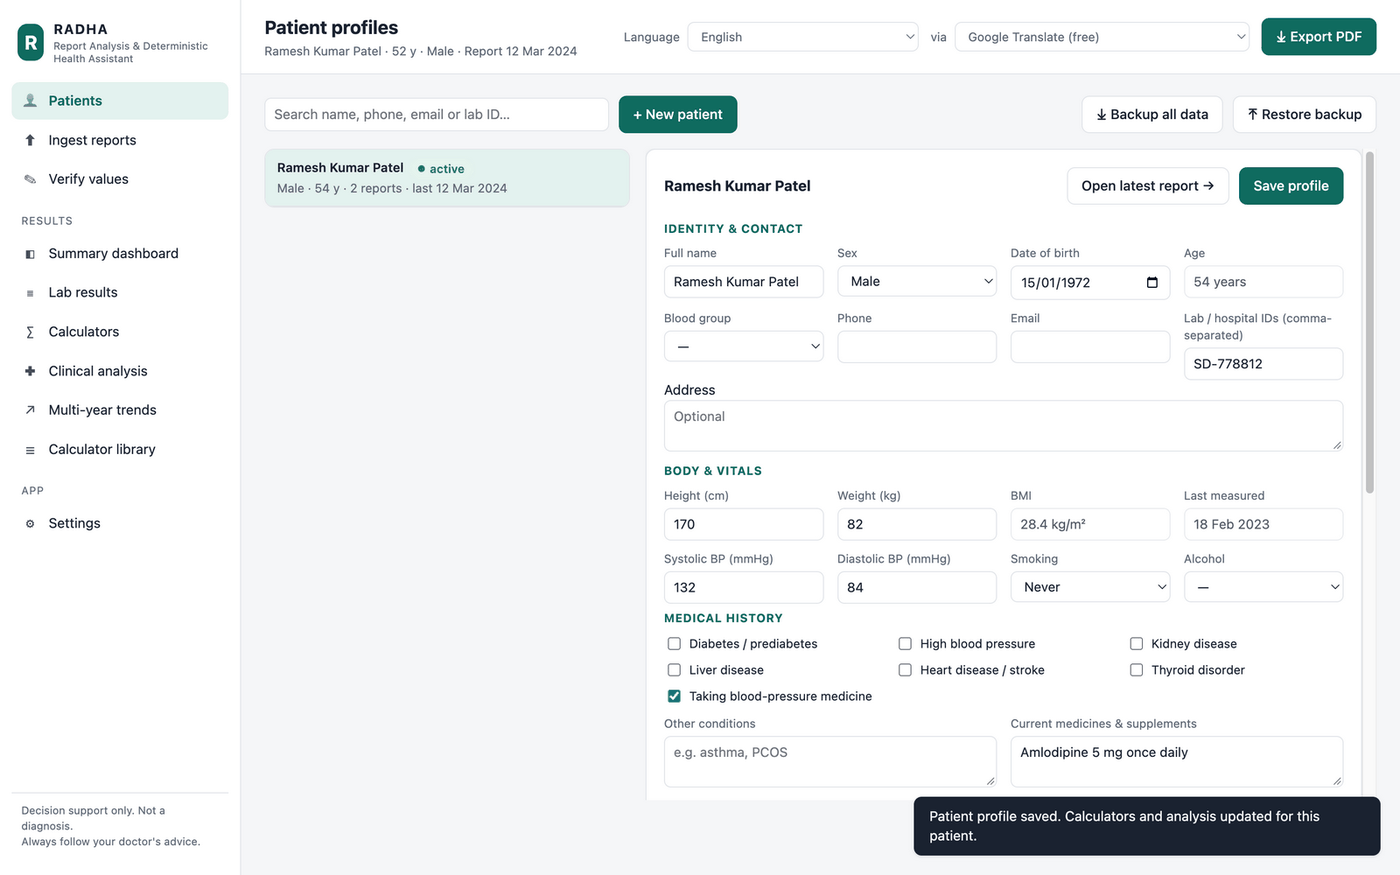 R
RADHA
Report Analysis & Deterministic
Health Assistant
Patients
Ingest reports
Verify values
RESULTS
Summary dashboard
Lab results
Calculators
Clinical analysis
Multi-year trends
Calculator library
APP
Settings
Decision support only. Not a
diagnosis.
Always follow your doctor's advice.
Patient profiles
Ramesh Kumar Patel · 52 y · Male · Report 12 Mar 2024
Language English via Google Translate (free)
Export PDF
Search name, phone, email or lab ID...
+ New patient
Backup all data
Restore backup
Ramesh Kumar Patel active
Male · 54 y · 2 reports · last 12 Mar 2024
Ramesh Kumar Patel
Open latest report →
Save profile
IDENTITY & CONTACT
Full name Sex Date of birth Age
Ramesh Kumar Patel Male 15/01/1972 54 years
Blood group Phone Email Lab / hospital IDs (comma-
separated)
— SD-778812
Address
Optional
BODY & VITALS
Height (cm) Weight (kg) BMI Last measured
170 82 28.4 kg/m² 18 Feb 2023
Systolic BP (mmHg) Diastolic BP (mmHg) Smoking Alcohol
132 84 Never —
MEDICAL HISTORY
Diabetes / prediabetes High blood pressure Kidney disease
Liver disease Heart disease / stroke Thyroid disorder
Taking blood-pressure medicine
Other conditions Current medicines & supplements
e.g. asthma, PCOS Amlodipine 5 mg once daily
Patient profile saved. Calculators and analysis updated for this
patient.